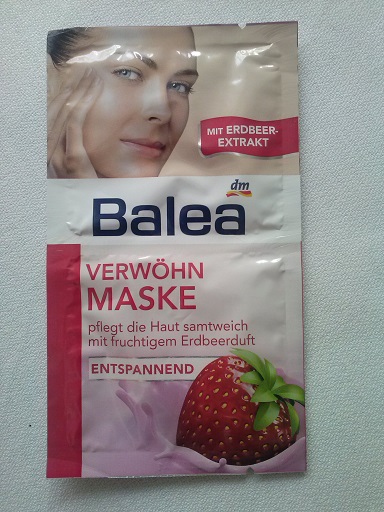 MIT ERDBEER-
EXTRAKT
dm
Balea
VERWÖHN
MASKE
pflegt die Haut samtweich
mit fruchtigem Erdbeerduft
ENTSPANNEND